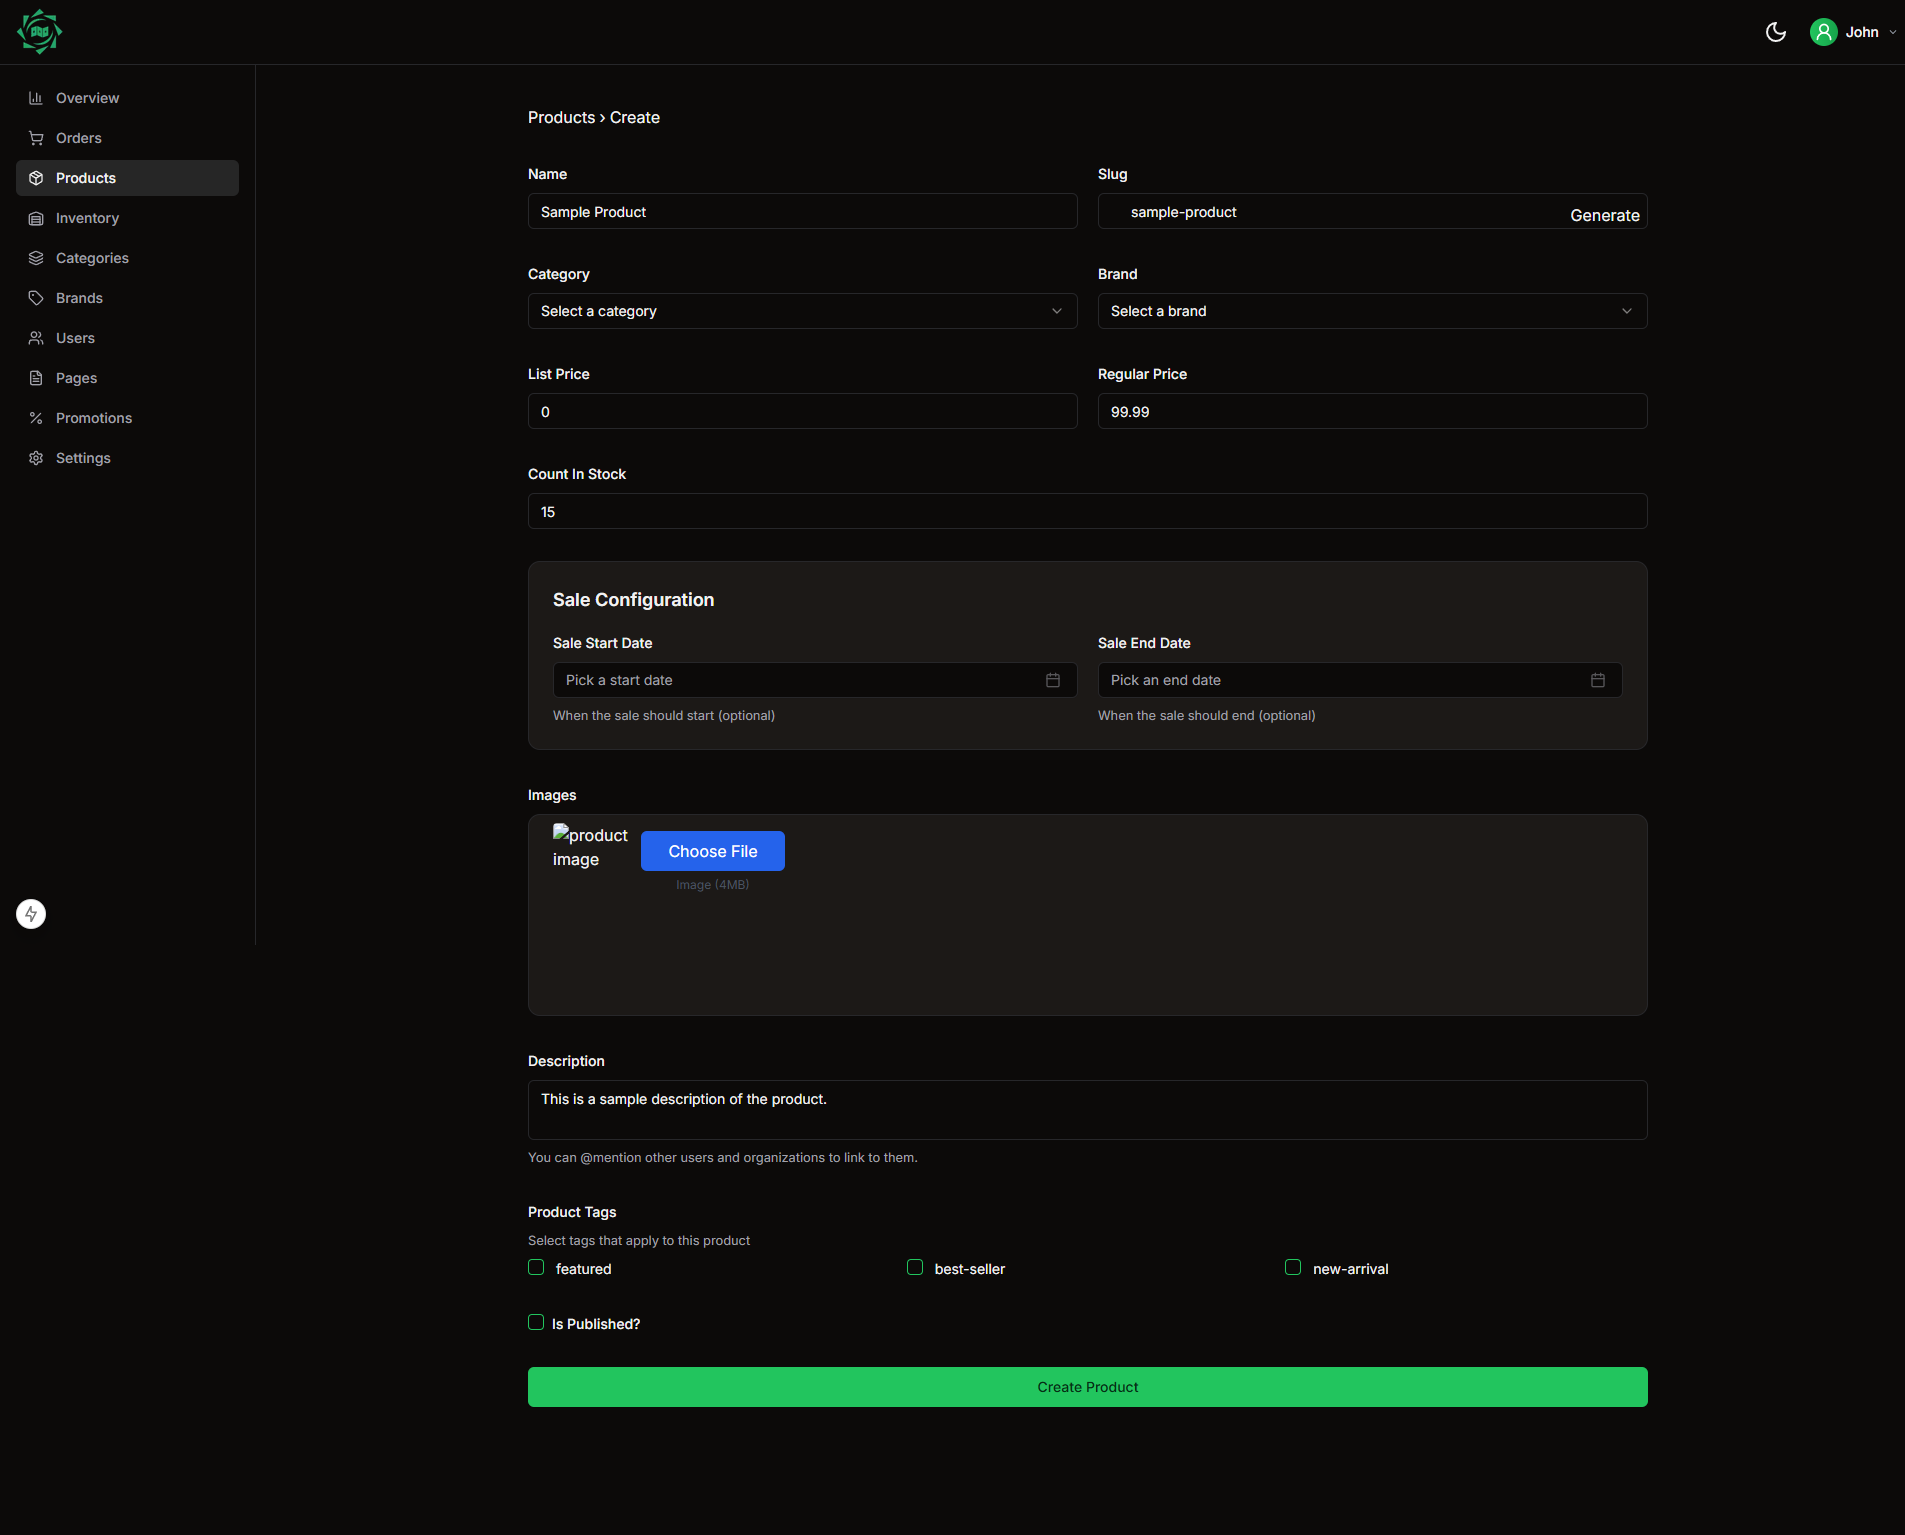 John
Overview
Orders
Products
Inventory
Categories
Brands
Users
Pages
Promotions
Settings
Products › Create
Name
Slug
Sample Product
sample-product
Generate
Category
Brand
Select a category
Select a brand
List Price
Regular Price
0
99.99
Count In Stock
15
Sale Configuration
Sale Start Date
Sale End Date
Pick a start date
Pick an end date
When the sale should start (optional)
When the sale should end (optional)
Images
product
image
Choose File
Image (4MB)
Description
This is a sample description of the product.
You can @mention other users and organizations to link to them.
Product Tags
Select tags that apply to this product
featured
best-seller
new-arrival
Is Published?
Create Product